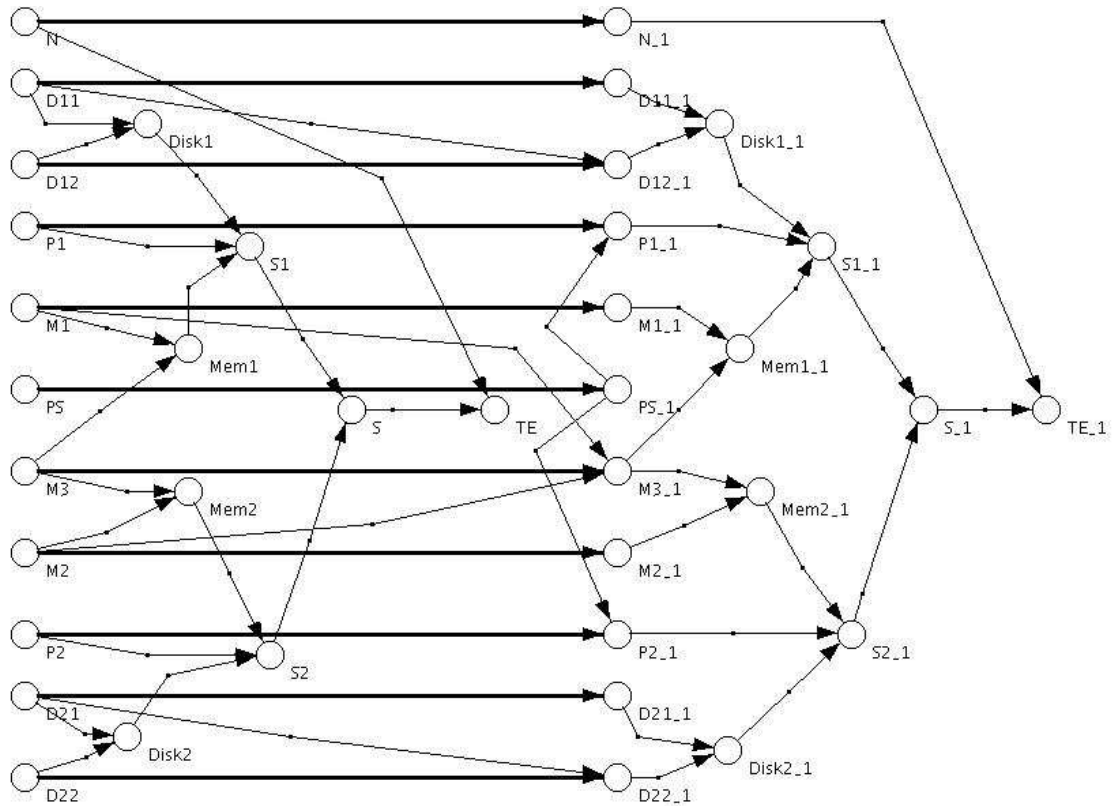 N N_1
D11 D11_1
Disk1 Disk1_1
D12 D12_1
P1 P1_1
S1 S1_1
M1 M1_1
Mem1 Mem1_1
PS PS_1
S TE S_1 TE_1
M3 M3_1
Mem2 Mem2_1
M2 M2_1
P2 P2_1
S2 S2_1
D21 D21_1
Disk2 Disk2_1
D22 D22_1